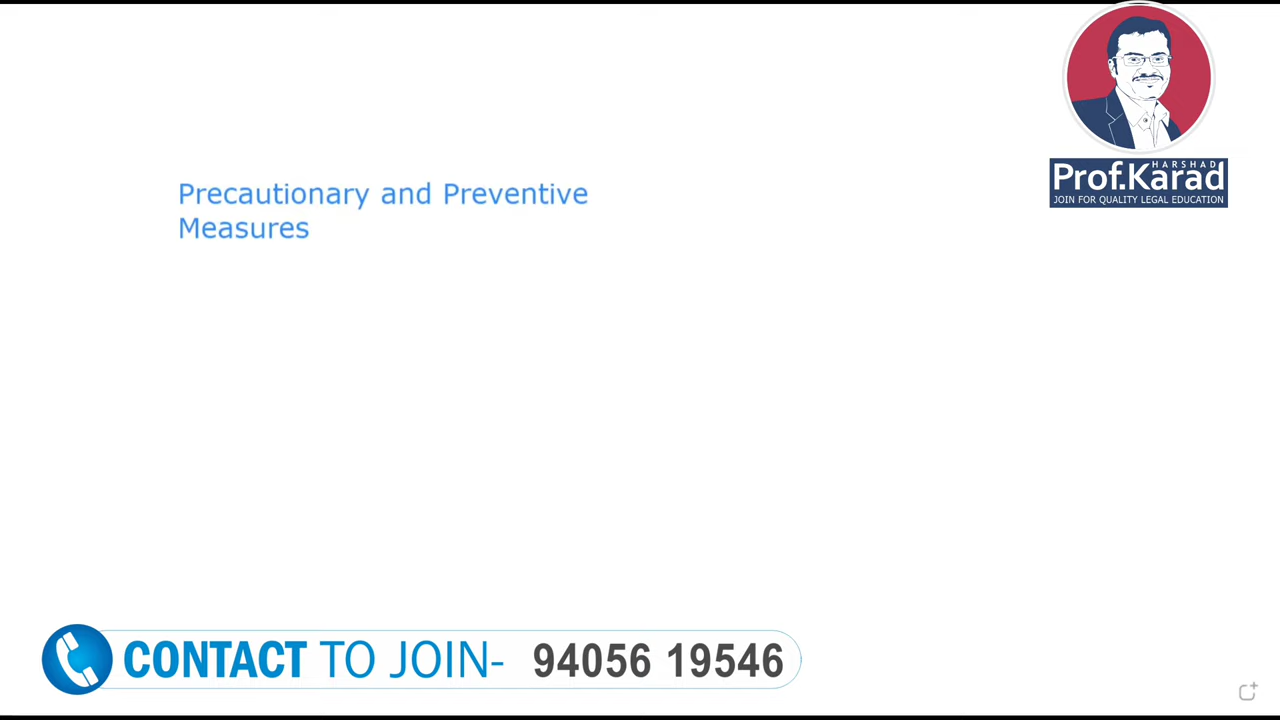 HARSHAD
Prof.Karad
JOIN FOR QUALITY LEGAL EDUCATION
Precautionary and Preventive
Measures
CONTACT TO JOIN- 94056 19546